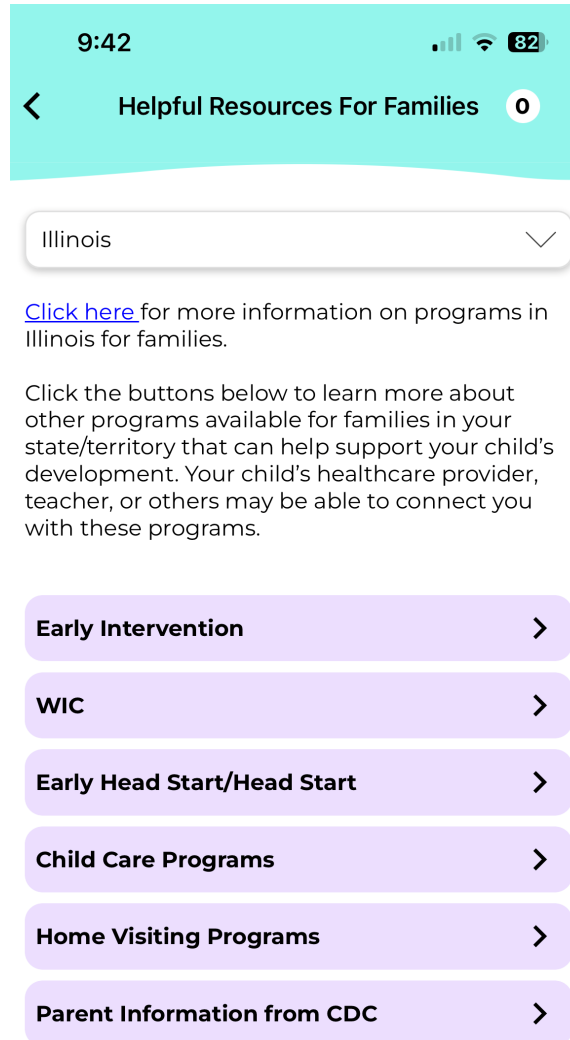 9:42
82
Helpful Resources For Families
0
Illinois
Click here for more information on programs in
Illinois for families.
Click the buttons below to learn more about
other programs available for families in your
state/territory that can help support your child’s
development. Your child’s healthcare provider,
teacher, or others may be able to connect you
with these programs.
Early Intervention
WIC
Early Head Start/Head Start
Child Care Programs
Home Visiting Programs
Parent Information from CDC